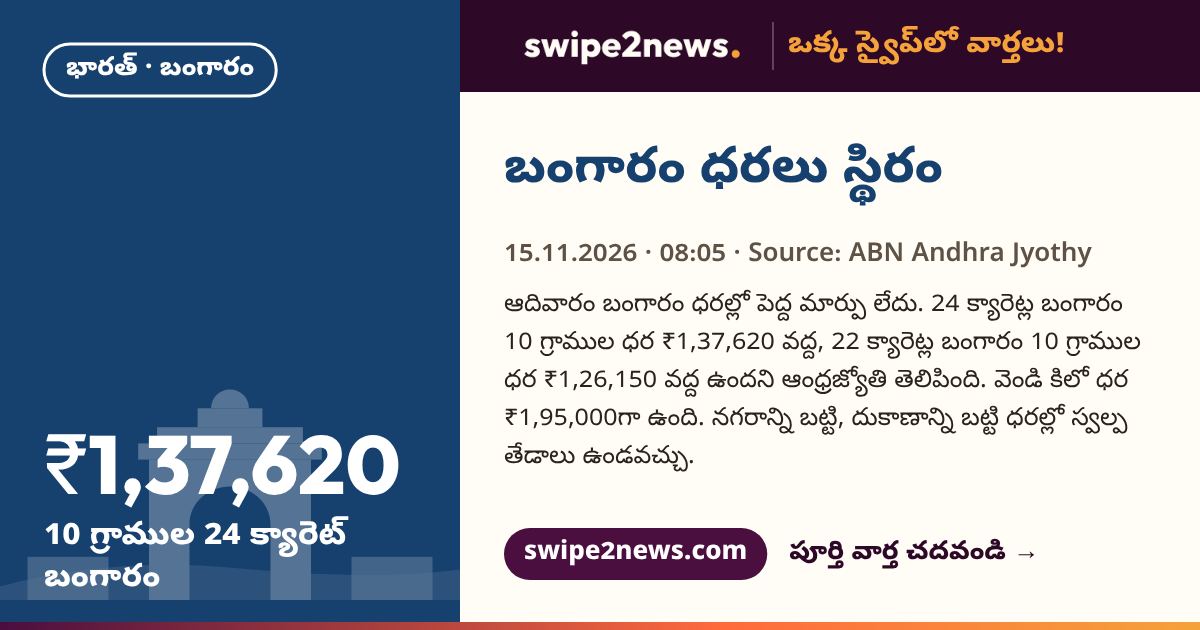 భారత్ · బంగారం
₹1,37,620
10 గ్రాముల 24 క్యారెట్
బంగారం
swipe2news.
ఒక్క స్వైప్‌లో వార్తలు!
బంగారం ధరలు స్థిరం
15.11.2026 · 08:05 · Source: ABN Andhra Jyothy
ఆదివారం బంగారం ధరల్లో పెద్ద మార్పు లేదు. 24 క్యారెట్ల బంగారం
10 గ్రాముల ధర ₹1,37,620 వద్ద, 22 క్యారెట్ల బంగారం 10 గ్రాముల
ధర ₹1,26,150 వద్ద ఉందని ఆంధ్రజ్యోతి తెలిపింది. వెండి కిలో ధర
₹1,95,000గా ఉంది. నగరాన్ని బట్టి, దుకాణాన్ని బట్టి ధరల్లో స్వల్ప
తేడాలు ఉండవచ్చు.
swipe2news.com
పూర్తి వార్త చదవండి →